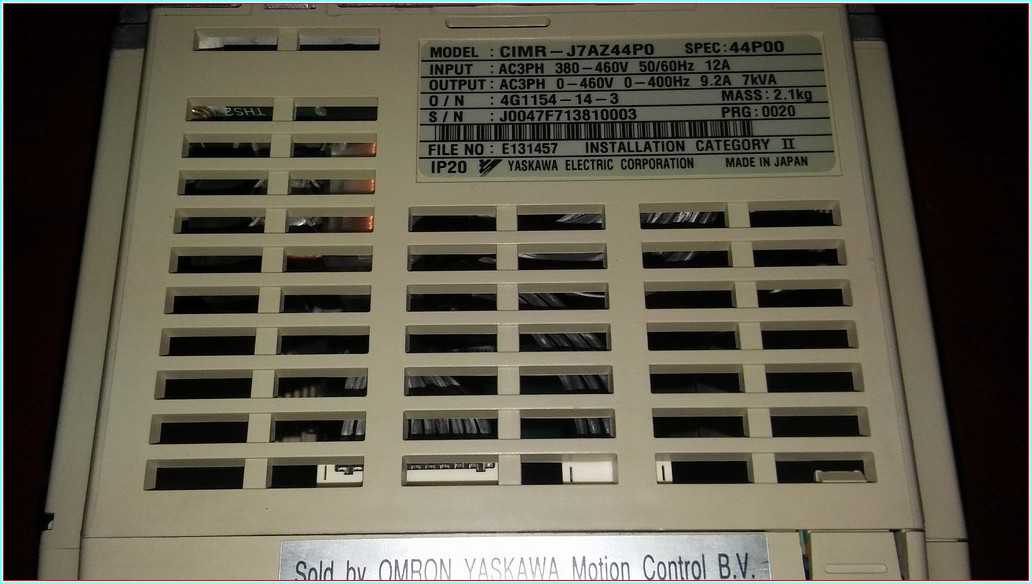 MODEL : CIMR-J7AZ44P0 SPEC: 44P00
INPUT : AC3PH 380-460V 50/60Hz 12A
OUTPUT : AC3PH 0-460V 0-400Hz 9.2A 7kVA
O / N : 4G1154-14-3 MASS: 2.1kg
S / N : J0047F713810003 PRG: 0020
FILE NO : E131457 INSTALLATION CATEGORY II
IP20 YASKAWA ELECTRIC CORPORATION MADE IN JAPAN
Sold by OMRON YASKAWA Motion Control B.V.